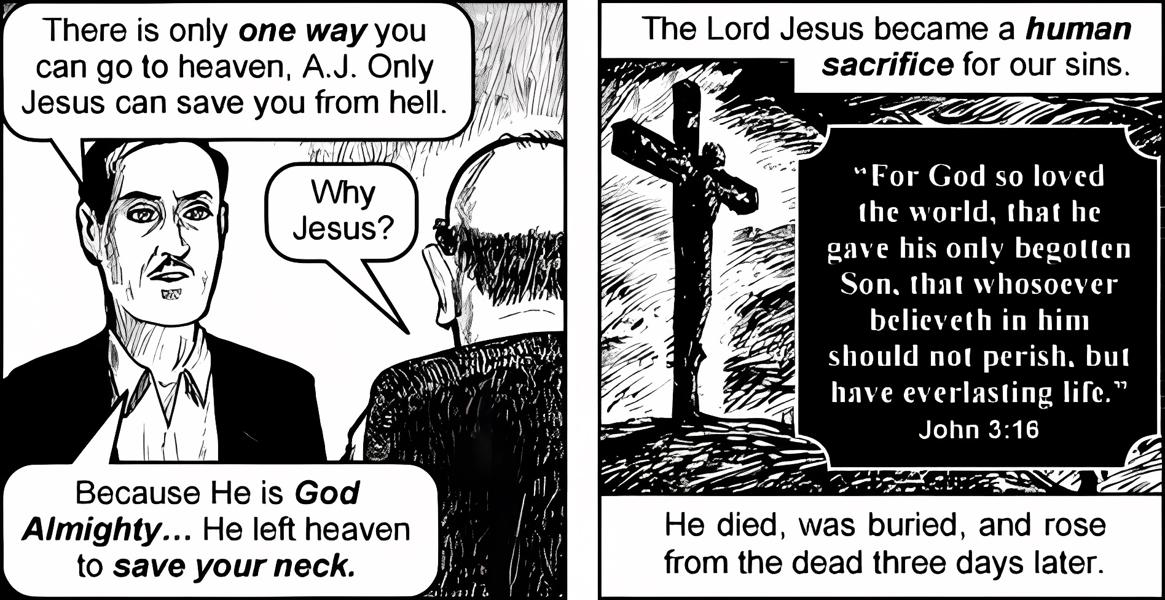 There is only one way you
can go to heaven, A.J. Only
Jesus can save you from hell.
Why
Jesus?
Because He is God
Almighty... He left heaven
to save your neck.
The Lord Jesus became a human
sacrifice for our sins.
“For God so loved
the world, that he
gave his only begotten
Son, that whosoever
believeth in him
should not perish, but
have everlasting life.”
John 3:16
He died, was buried, and rose
from the dead three days later.